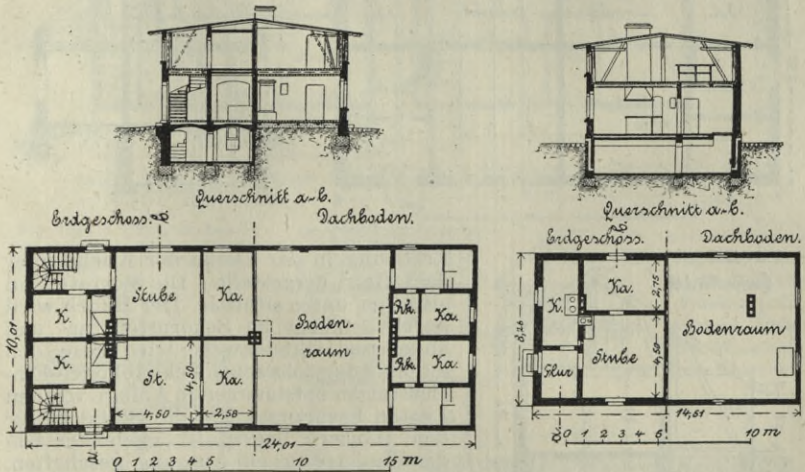 Querschnitt a-b.
Erdgeschoss. Dachboden.
10,01
Stube Ka.
K.
K.
St. Ka.
4,50
4,50 2,58
Boden-
raum
Rk. Ka.
Rk. Ka.
24,01
0 1 2 3 4 5 10 15 m
Querschnitt a-b.
Erdgeschoss. Dachboden.
8,26
K. Ka. 2,75
Bodenraum
Flur Stube 4,50
14,51
0 1 2 3 4 5 6 10 m